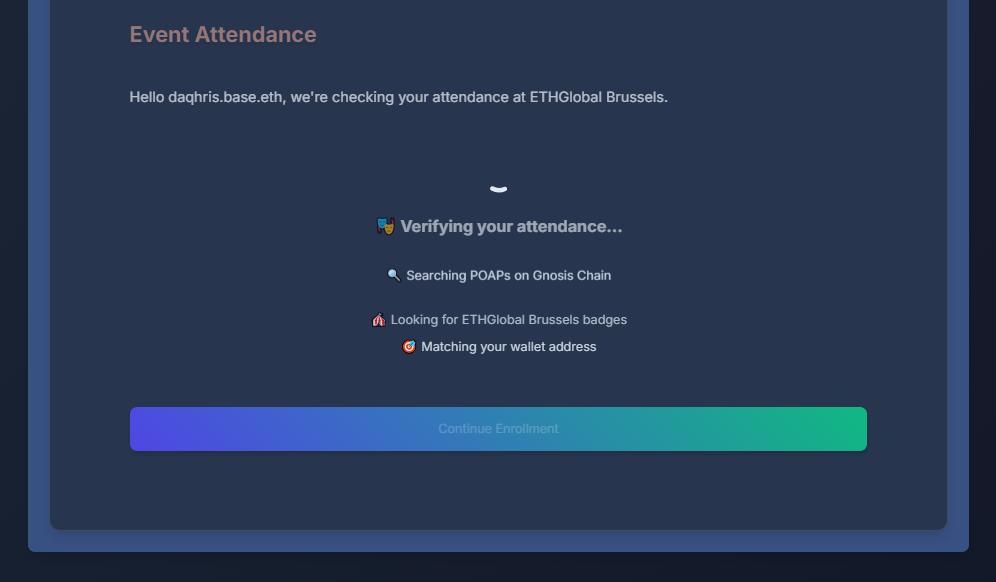 Event Attendance
Hello daqhris.base.eth, we're checking your attendance at ETHGlobal Brussels.
🎭 Verifying your attendance...
🔍 Searching POAPs on Gnosis Chain
🎪 Looking for ETHGlobal Brussels badges
🎯 Matching your wallet address
Continue Enrollment